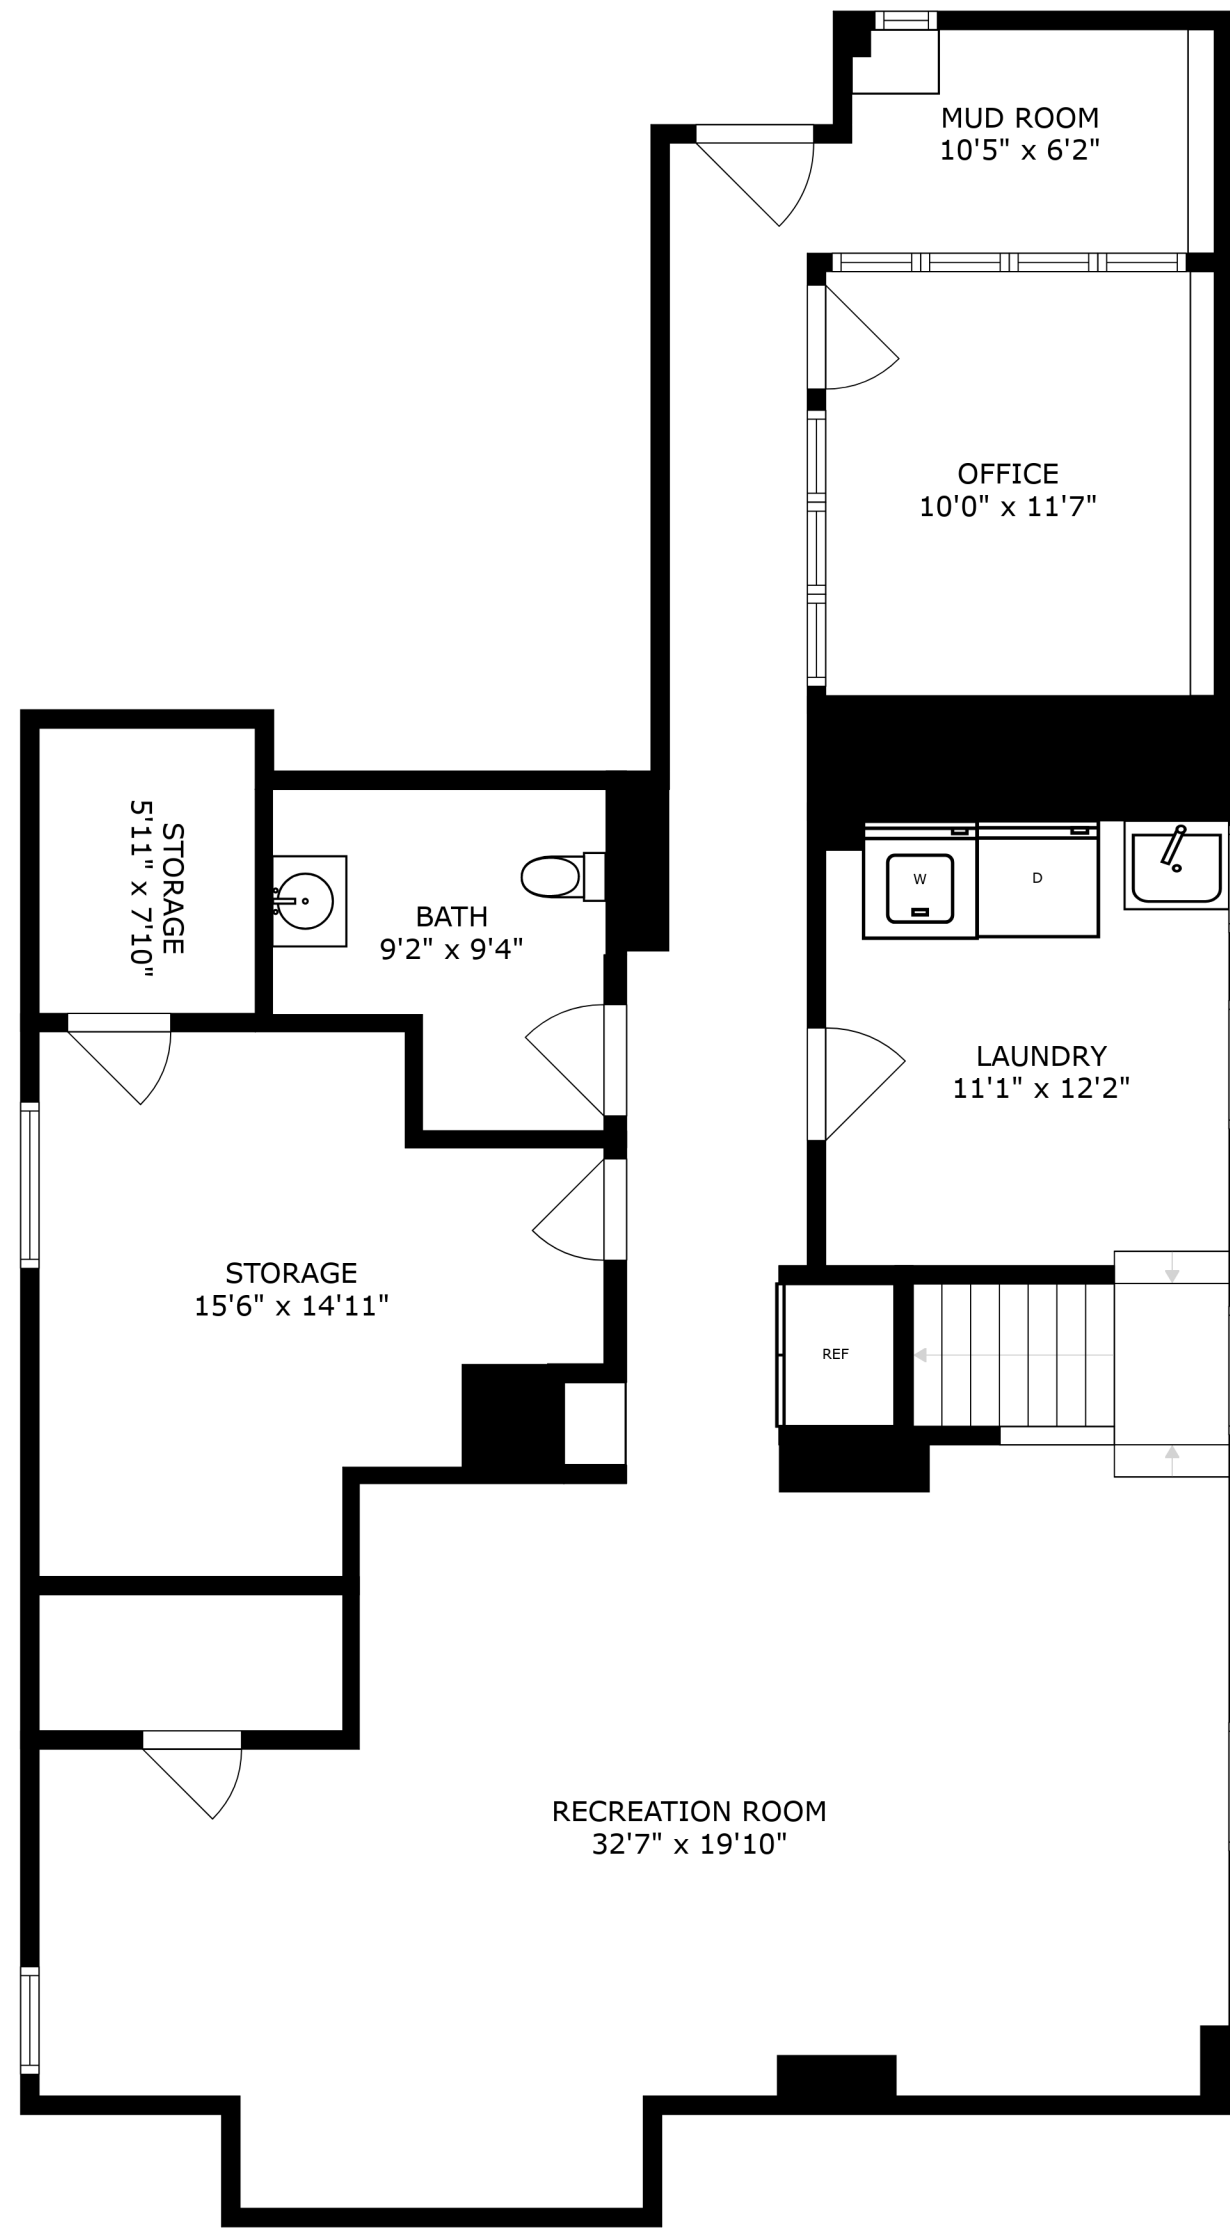 MUD ROOM
10'5" x 6'2"
OFFICE
10'0" x 11'7"
STORAGE
5'11" x 7'10"
BATH
9'2" x 9'4"
W
D
LAUNDRY
11'1" x 12'2"
STORAGE
15'6" x 14'11"
REF
RECREATION ROOM
32'7" x 19'10"